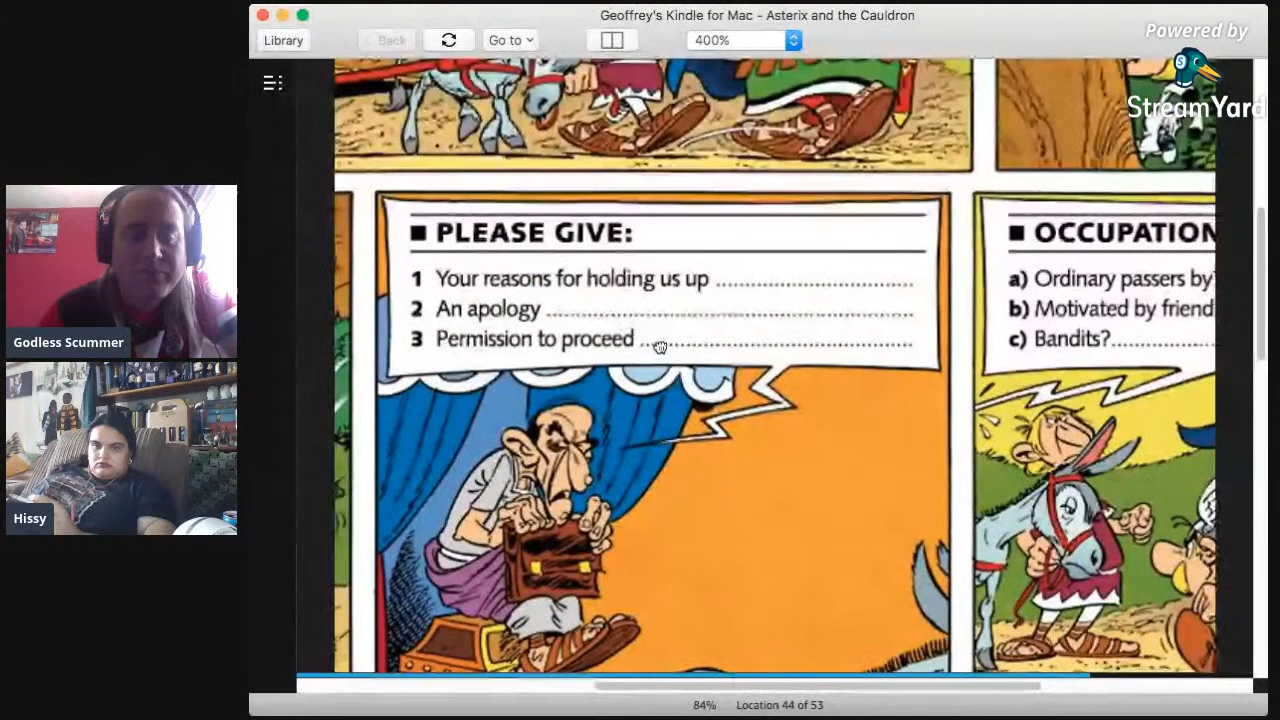 Geoffrey's Kindle for Mac - Asterix and the Cauldron
Library
Back
Go to
400%
Powered by
StreamYard
■ PLEASE GIVE:
1 Your reasons for holding us up ................................
2 An apology ................................
3 Permission to proceed ................................
■ OCCUPATION
a) Ordinary passers by
b) Motivated by friend
c) Bandits?................
Godless Scummer
Hissy
84% Location 44 of 53